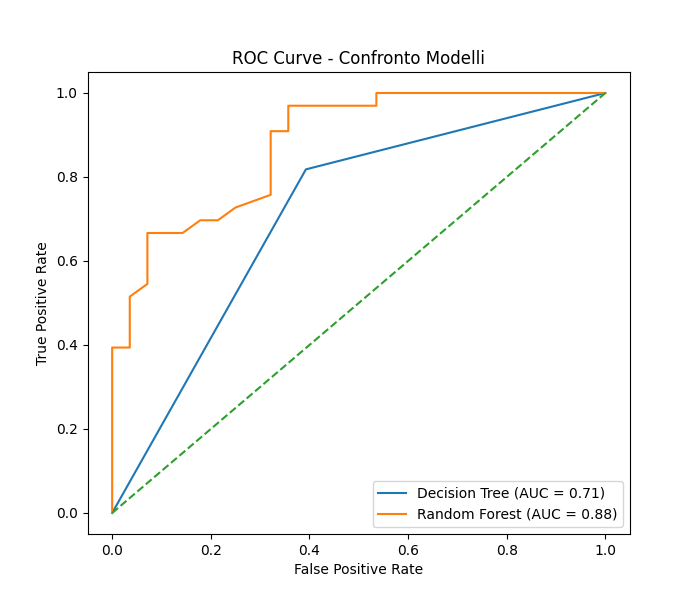 ROC Curve - Confronto Modelli
1.0
0.8
0.6
0.4
0.2
0.0
True Positive Rate
0.0 0.2 0.4 0.6 0.8 1.0
False Positive Rate
Decision Tree (AUC = 0.71)
Random Forest (AUC = 0.88)